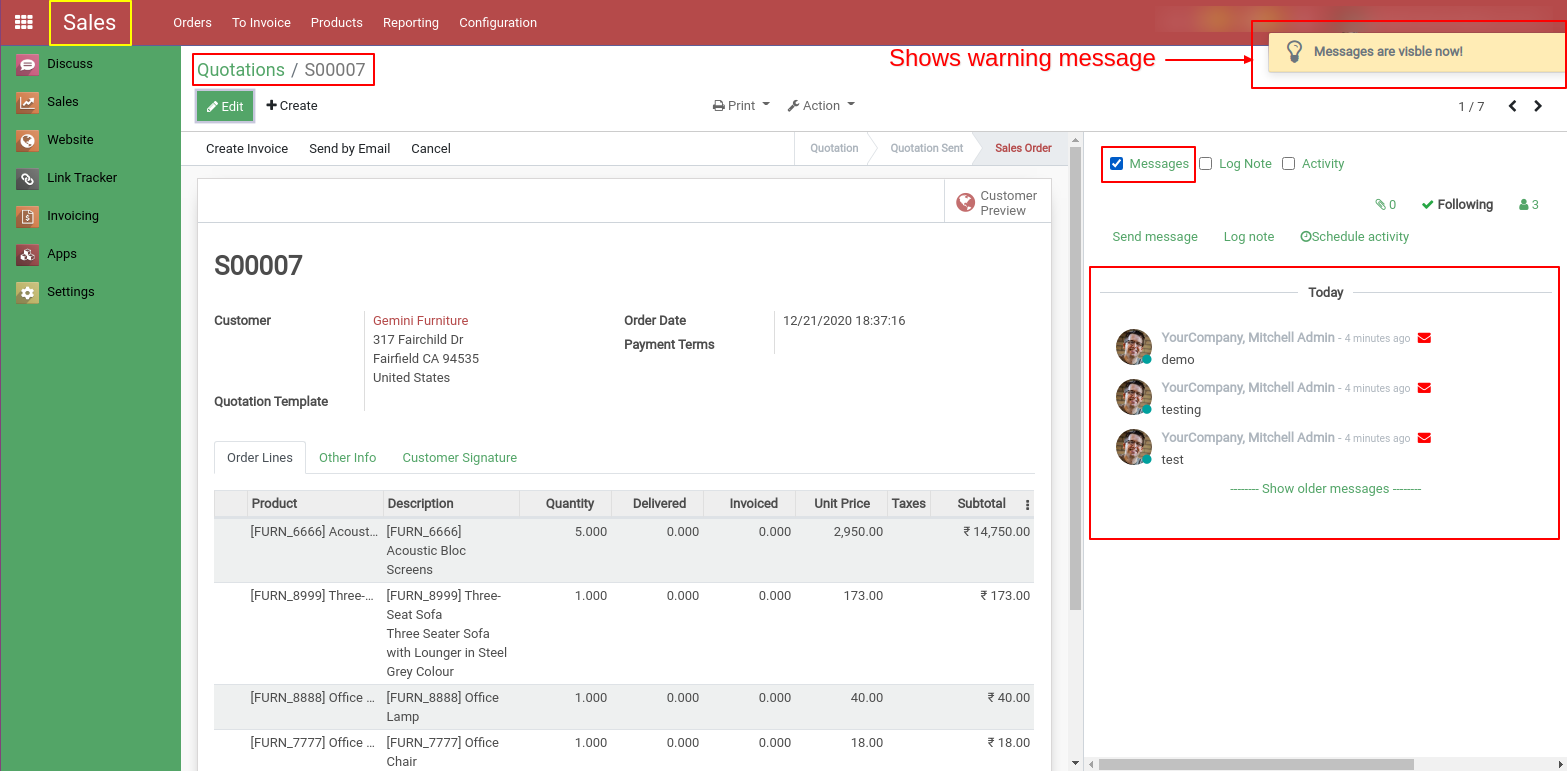 Sales
Orders
To Invoice
Products
Reporting
Configuration
Discuss
Sales
Website
Link Tracker
Invoicing
Apps
Settings
Quotations / S00007
Shows warning message
Messages are visble now!
Edit
Create
Print
Action
1 / 7
Create Invoice
Send by Email
Cancel
Quotation
Quotation Sent
Sales Order
Customer
Preview
S00007
Customer
Gemini Furniture
317 Fairchild Dr
Fairfield CA 94535
United States
Order Date
12/21/2020 18:37:16
Payment Terms
Quotation Template
Order Lines
Other Info
Customer Signature
Product Description Quantity Delivered Invoiced Unit Price Taxes Subtotal
[FURN_6666] Acoust... [FURN_6666] 5.000 0.000 0.000 2,950.00 ₹ 14,750.00
Acoustic Bloc
Screens
[FURN_8999] Three-... [FURN_8999] Three- 1.000 0.000 0.000 173.00 ₹ 173.00
Seat Sofa
Three Seater Sofa
with Lounger in Steel
Grey Colour
[FURN_8888] Office ... [FURN_8888] Office 1.000 0.000 0.000 40.00 ₹ 40.00
Lamp
[FURN_7777] Office ... [FURN_7777] Office 1.000 0.000 0.000 18.00 ₹ 18.00
Chair
Messages
Log Note
Activity
0
Following
3
Send message
Log note
Schedule activity
Today
YourCompany, Mitchell Admin - 4 minutes ago
demo
YourCompany, Mitchell Admin - 4 minutes ago
testing
YourCompany, Mitchell Admin - 4 minutes ago
test
-------- Show older messages --------